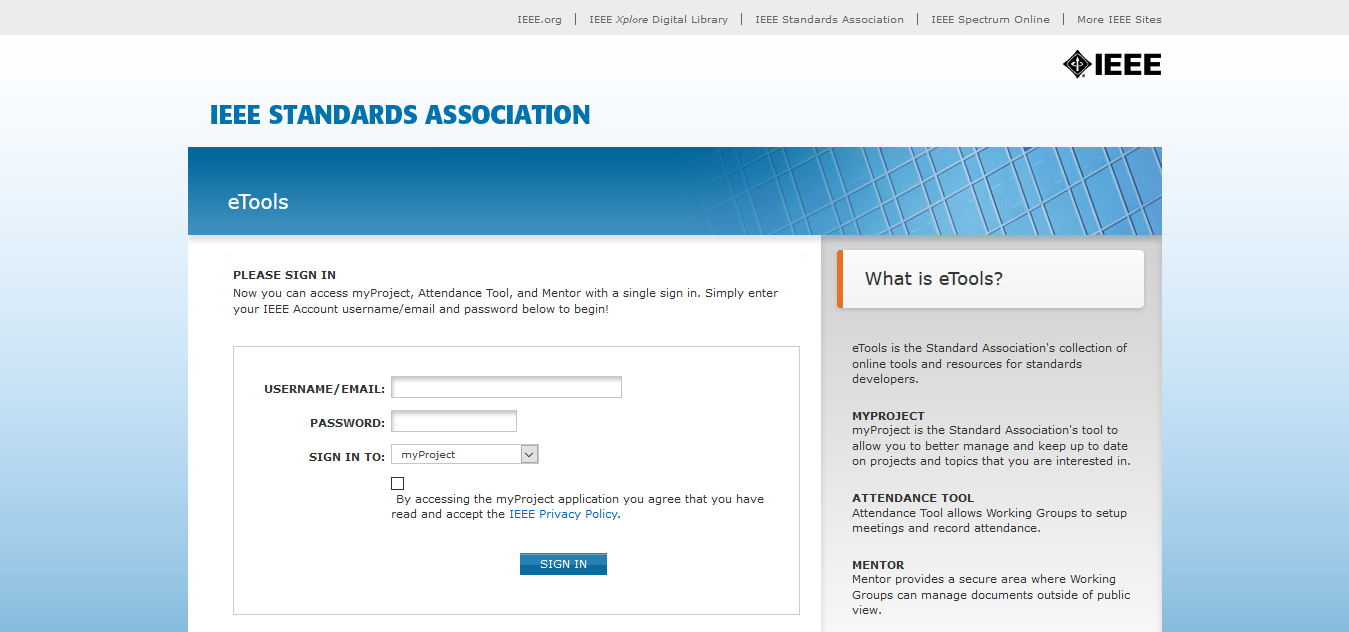 IEEE.org | IEEE Xplore Digital Library | IEEE Standards Association | IEEE Spectrum Online | More IEEE Sites
IEEE
IEEE STANDARDS ASSOCIATION
eTools
PLEASE SIGN IN
Now you can access myProject, Attendance Tool, and Mentor with a single sign in. Simply enter
your IEEE Account username/email and password below to begin!
USERNAME/EMAIL:
PASSWORD:
SIGN IN TO: myProject
By accessing the myProject application you agree that you have
read and accept the IEEE Privacy Policy.
SIGN IN
What is eTools?
eTools is the Standard Association's collection of
online tools and resources for standards
developers.
MYPROJECT
myProject is the Standard Association's tool to
allow you to better manage and keep up to date
on projects and topics that you are interested in.
ATTENDANCE TOOL
Attendance Tool allows Working Groups to setup
meetings and record attendance.
MENTOR
Mentor provides a secure area where Working
Groups can manage documents outside of public
view.